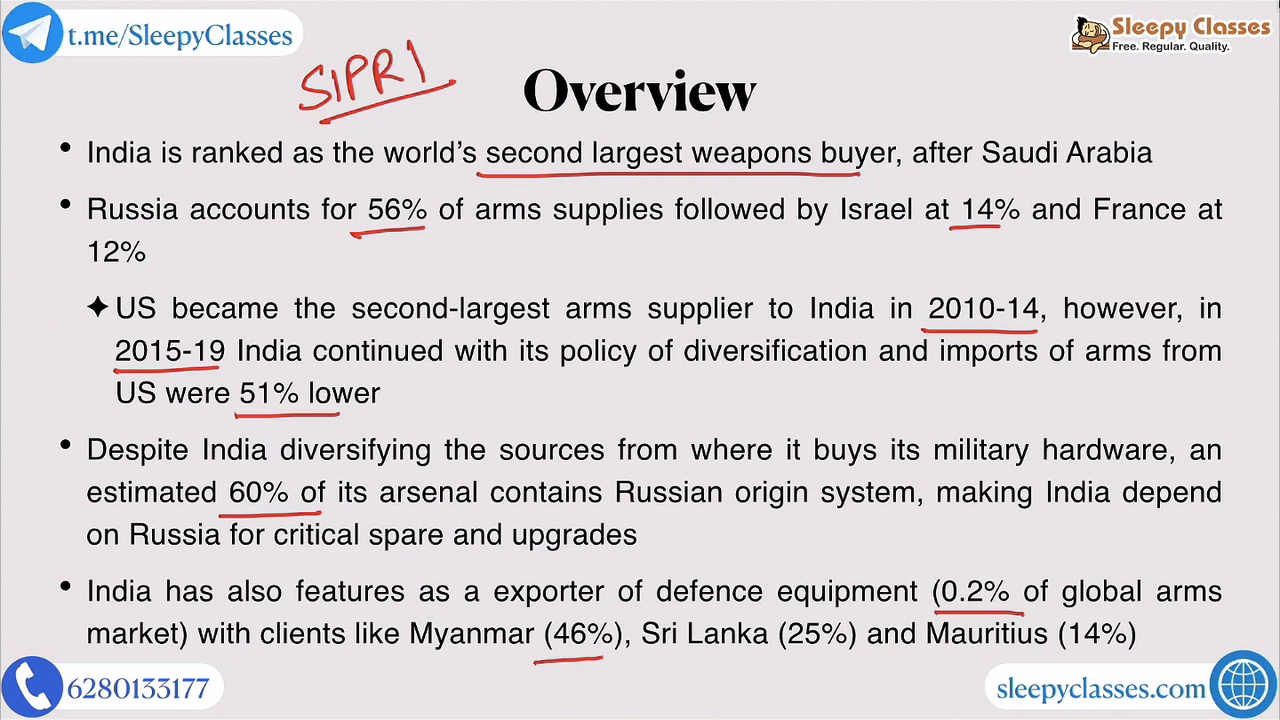 t.me/SleepyClasses
Sleepy Classes
Free. Regular. Quality.
SIPRI
Overview
• India is ranked as the world's second largest weapons buyer, after Saudi Arabia
• Russia accounts for 56% of arms supplies followed by Israel at 14% and France at
12%
✦ US became the second-largest arms supplier to India in 2010-14, however, in
2015-19 India continued with its policy of diversification and imports of arms from
US were 51% lower
• Despite India diversifying the sources from where it buys its military hardware, an
estimated 60% of its arsenal contains Russian origin system, making India depend
on Russia for critical spare and upgrades
• India has also features as a exporter of defence equipment (0.2% of global arms
market) with clients like Myanmar (46%), Sri Lanka (25%) and Mauritius (14%)
6280133177
sleepyclasses.com